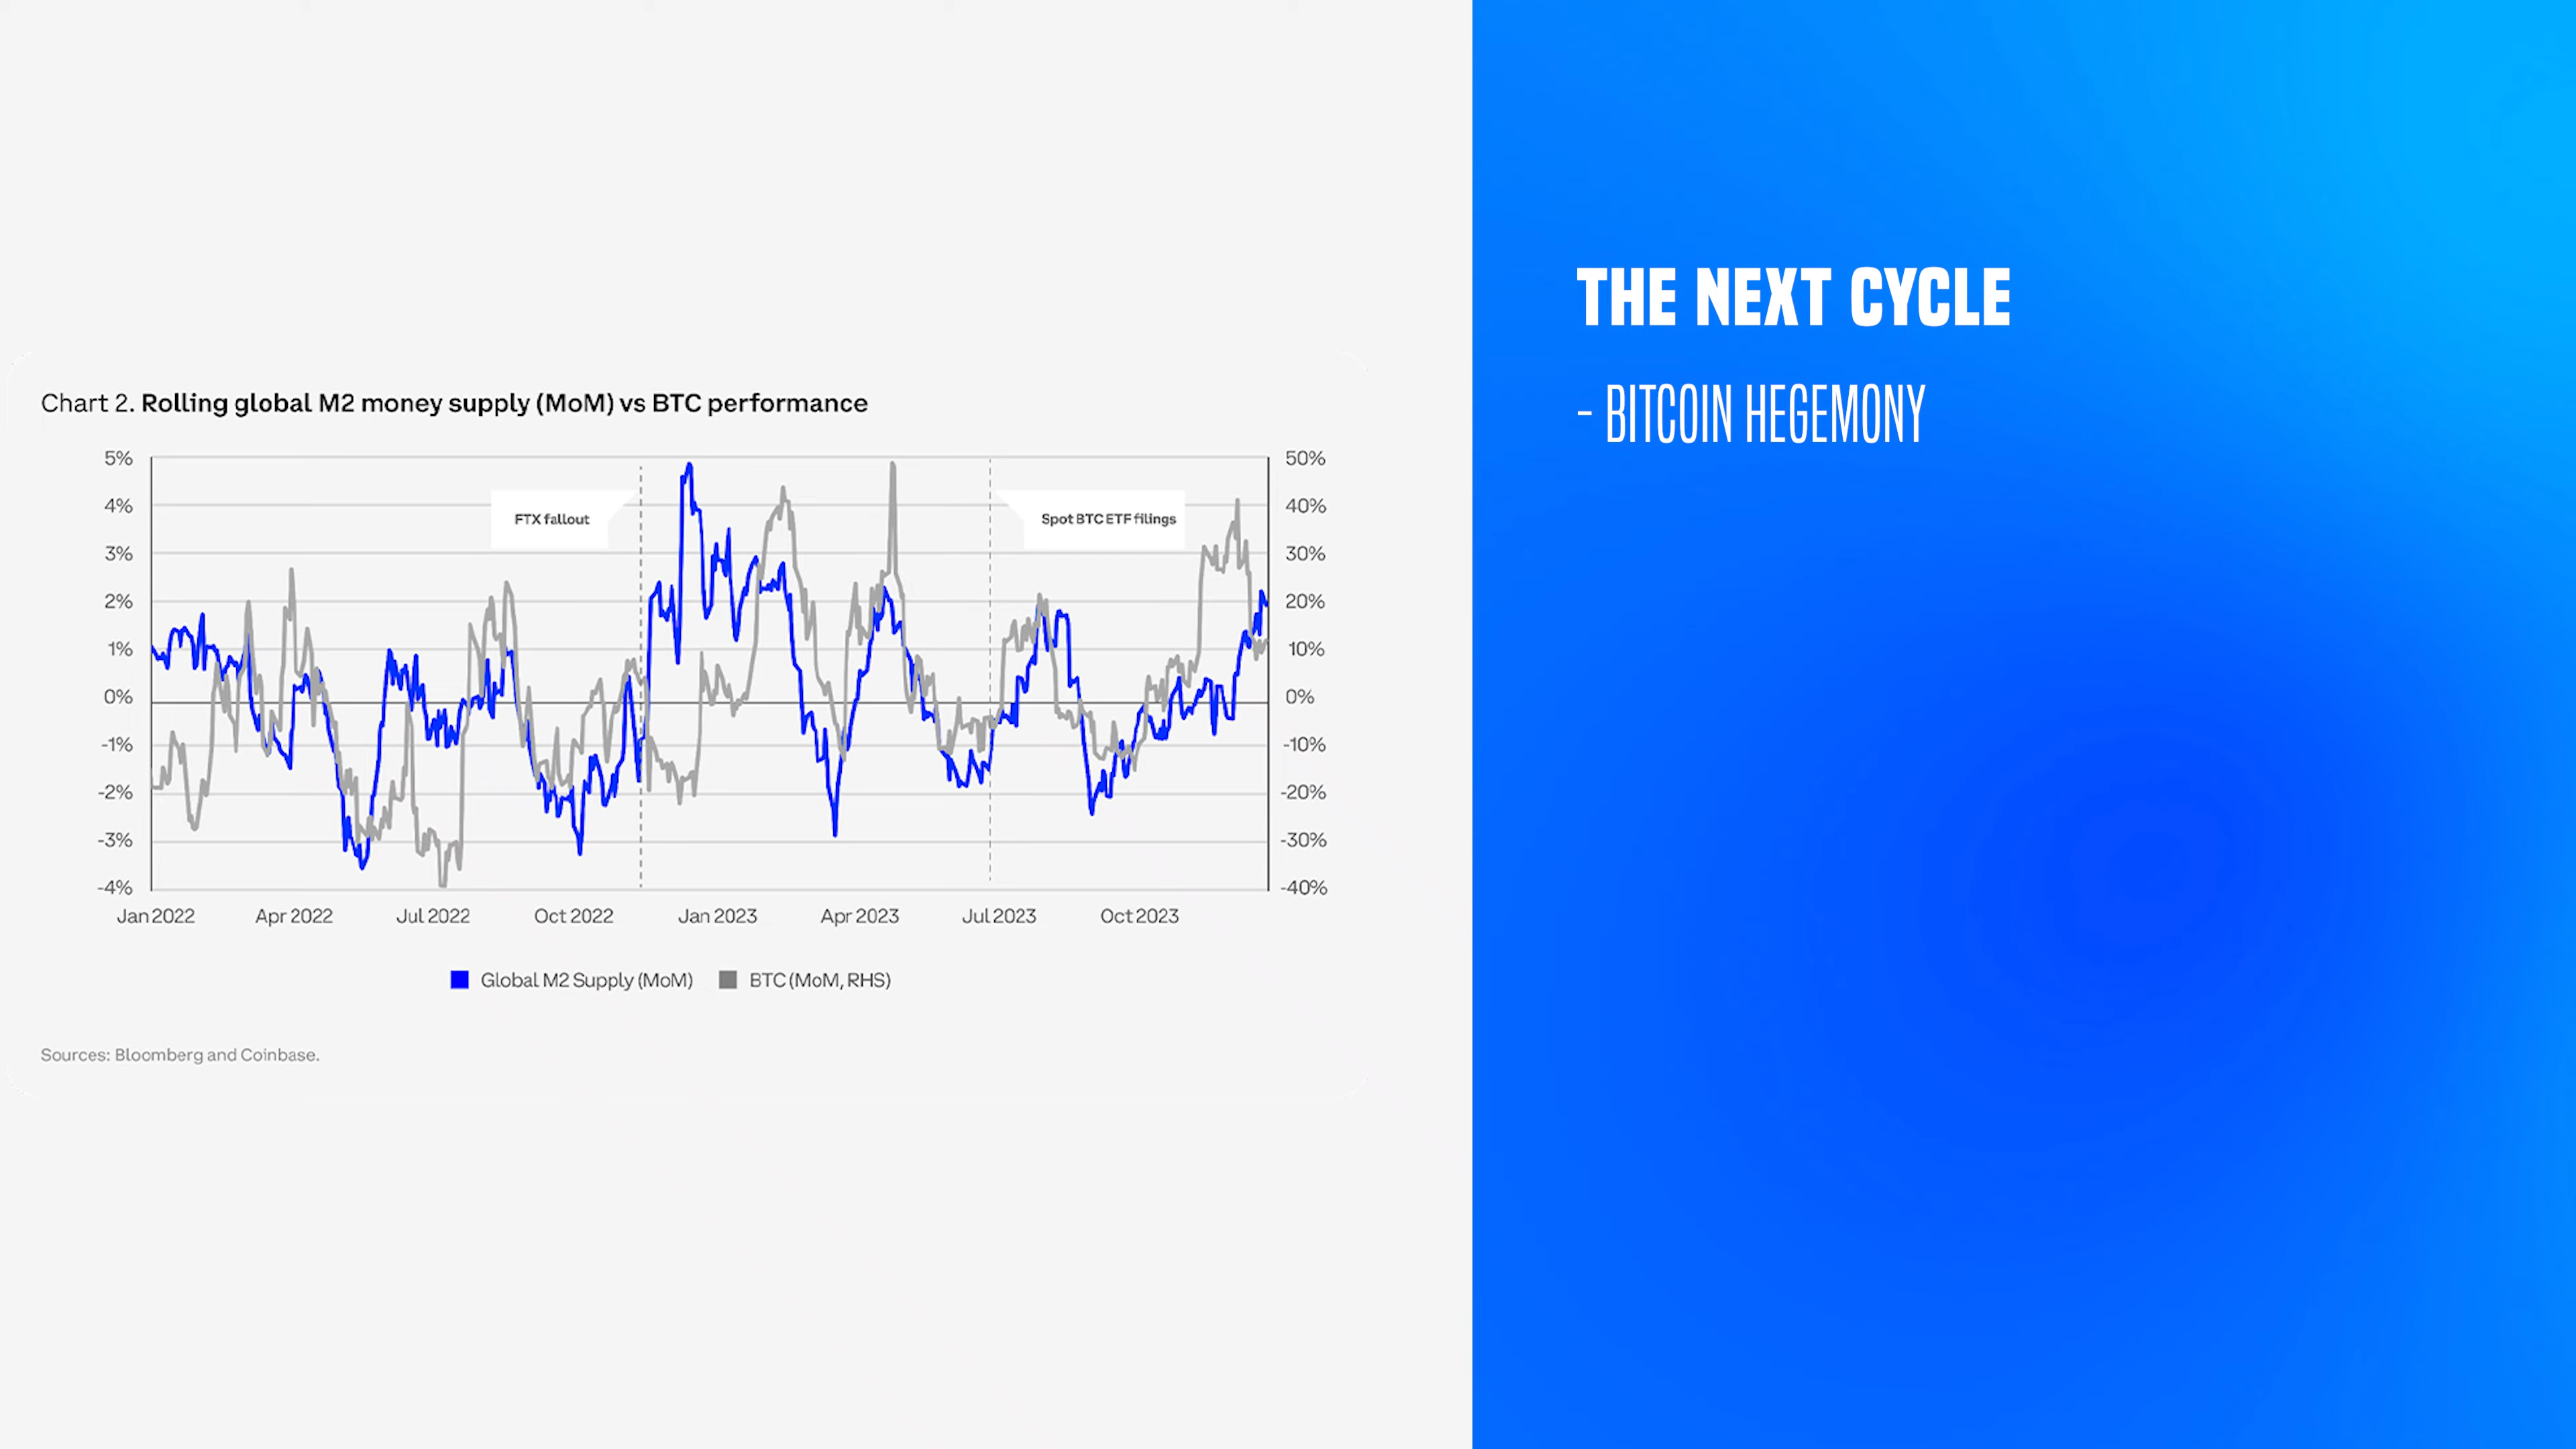 Chart 2. Rolling global M2 money supply (MoM) vs BTC performance
5%
4%
3%
2%
1%
0%
-1%
-2%
-3%
-4%
50%
40%
30%
20%
10%
0%
-10%
-20%
-30%
-40%
FTX fallout
Spot BTC ETF filings
Jan 2022 Apr 2022 Jul 2022 Oct 2022 Jan 2023 Apr 2023 Jul 2023 Oct 2023
Global M2 Supply (MoM) BTC (MoM, RHS)
Sources: Bloomberg and Coinbase.
THE NEXT CYCLE
- BITCOIN HEGEMONY